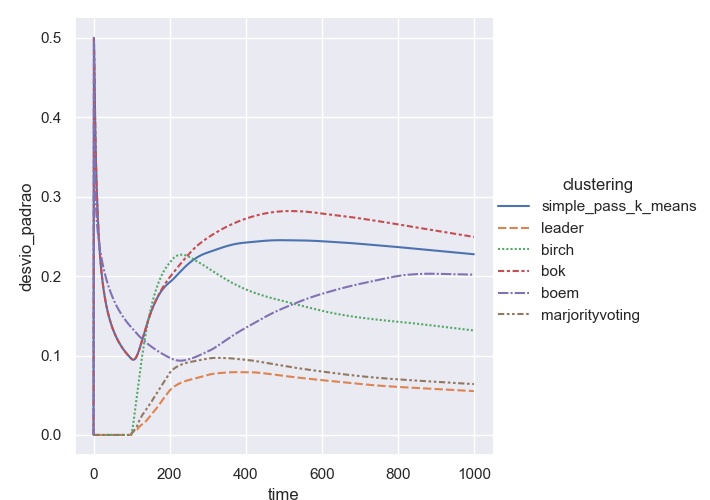 0.5
0.4
0.3
0.2
0.1
0.0
desvio_padrao
0
200
400
600
800
1000
time
clustering
simple_pass_k_means
leader
birch
bok
boem
marjorityvoting